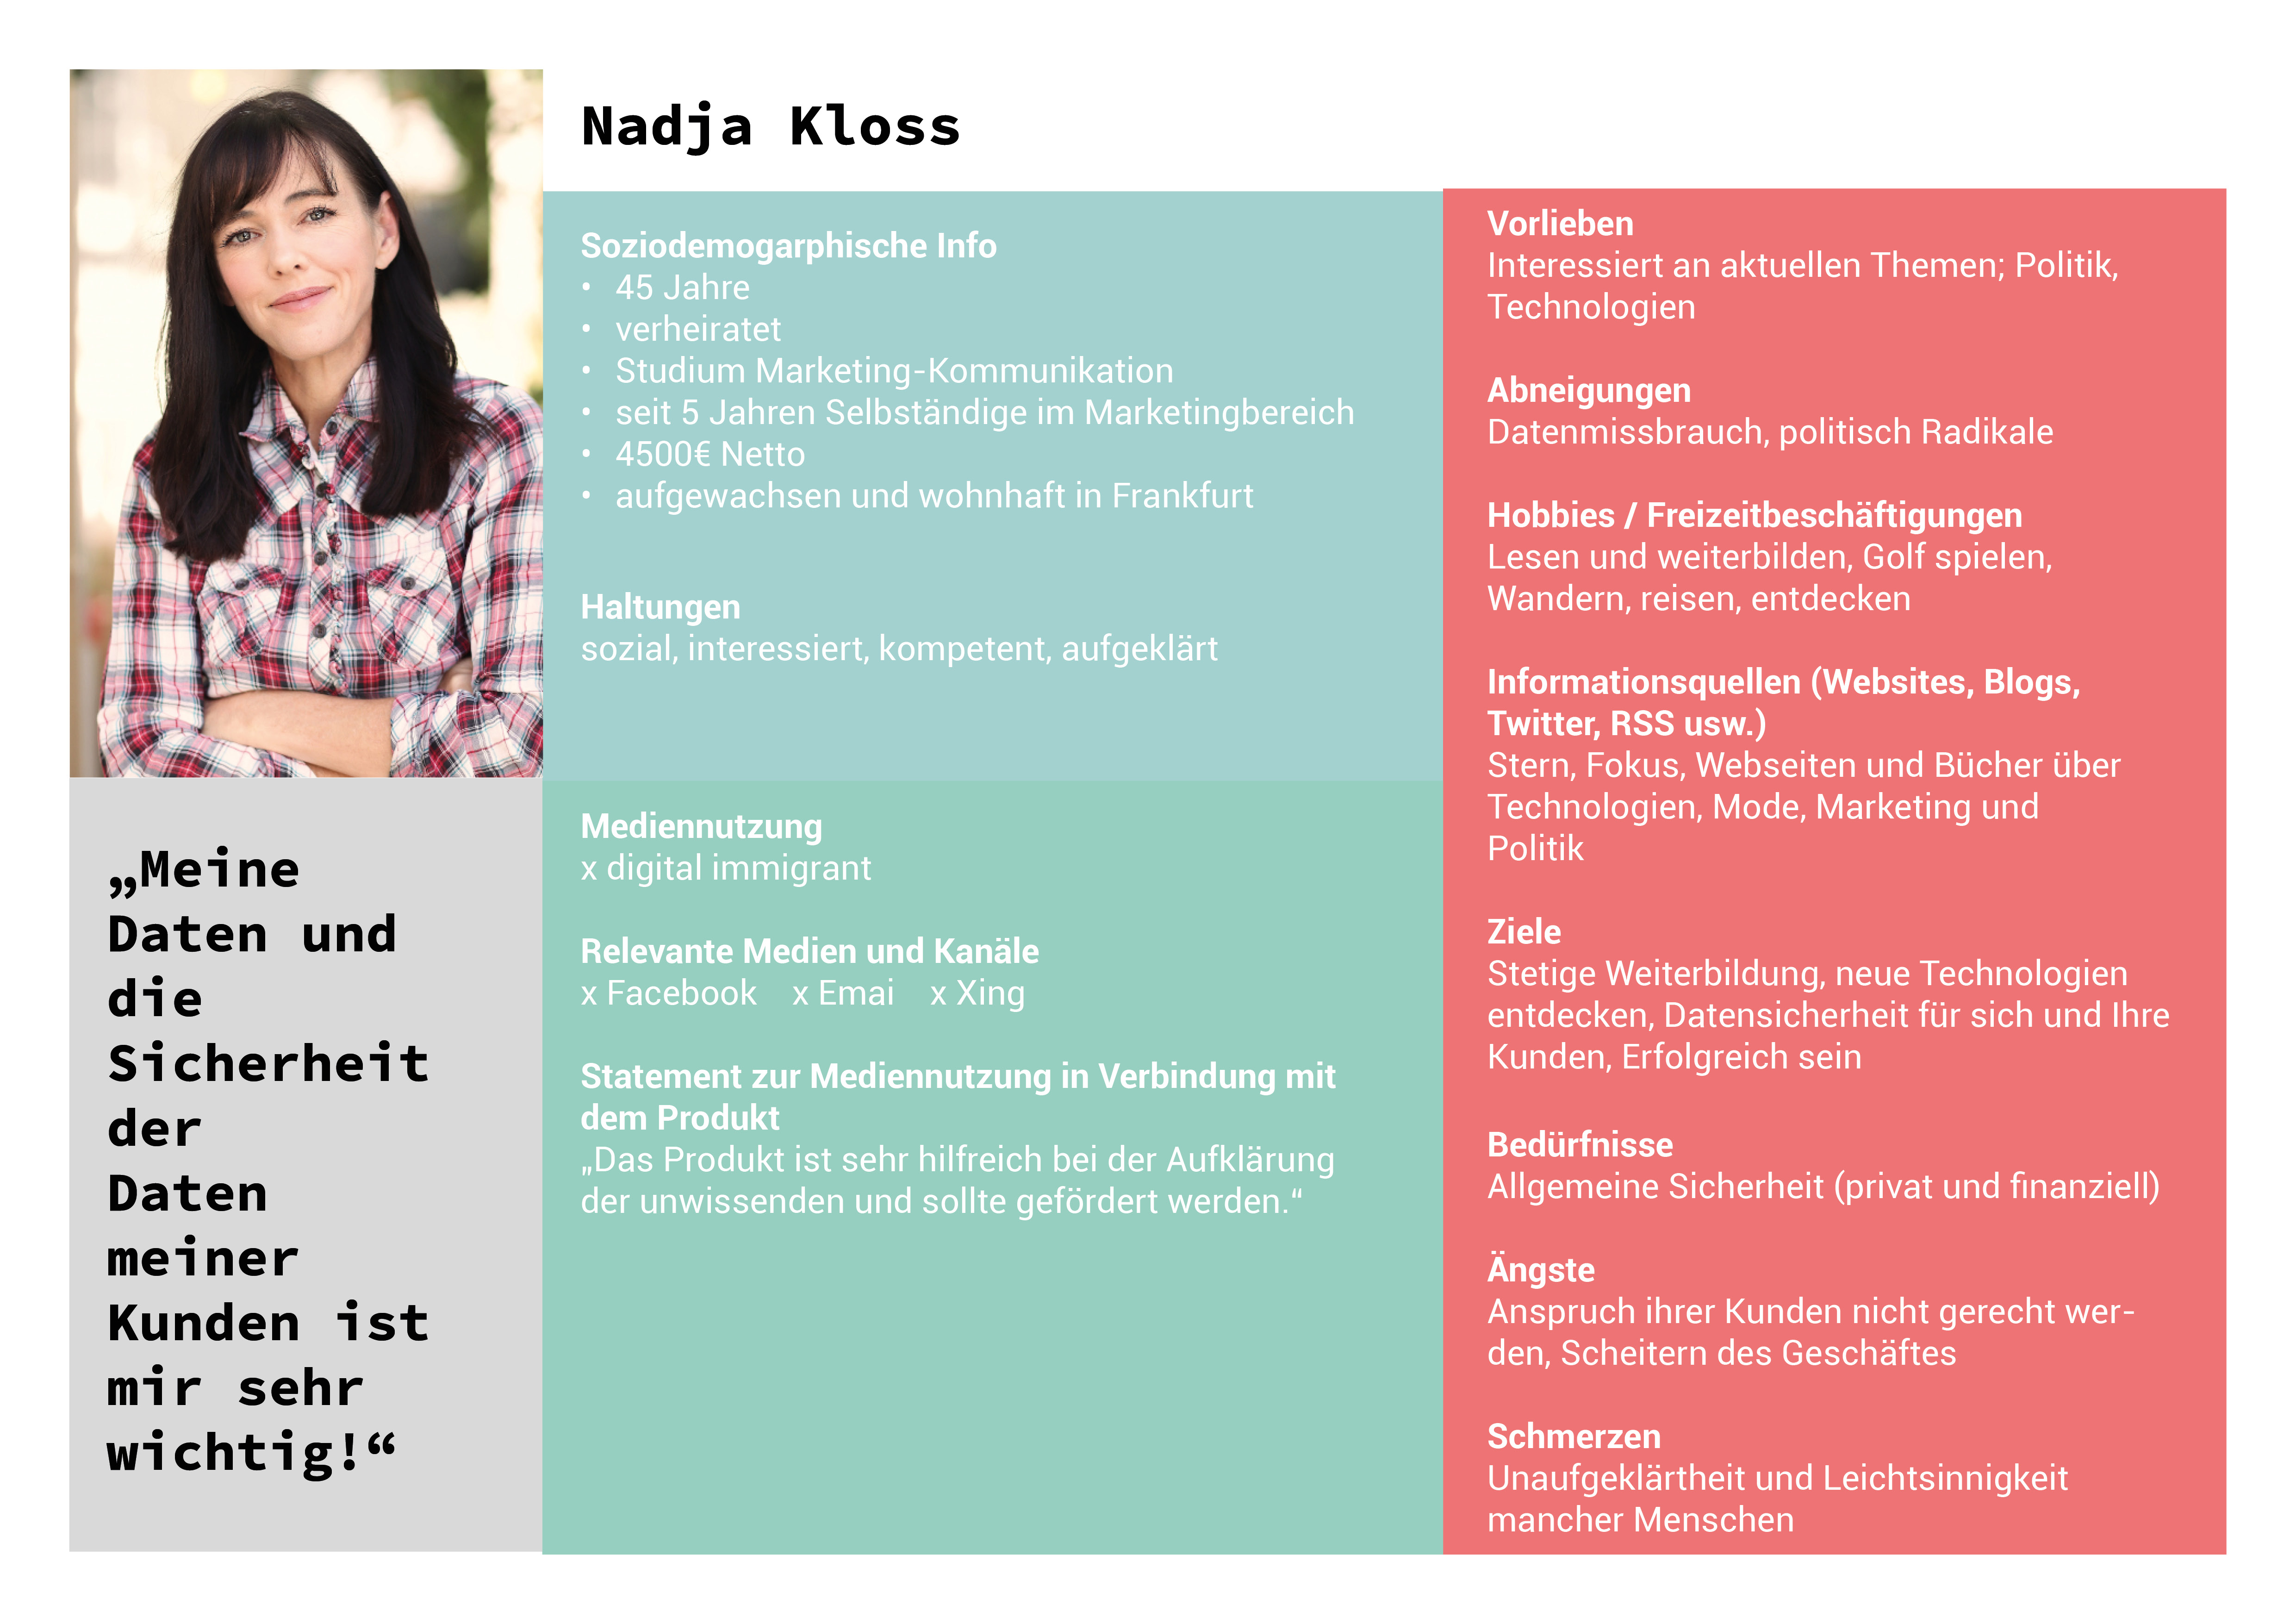 Nadja Kloss
„Meine
Daten und
die
Sicherheit
der
Daten
meiner
Kunden ist
mir sehr
wichtig!“
Soziodemogarphische Info
• 45 Jahre
• verheiratet
• Studium Marketing-Kommunikation
• seit 5 Jahren Selbständige im Marketingbereich
• 4500€ Netto
• aufgewachsen und wohnhaft in Frankfurt
Haltungen
sozial, interessiert, kompetent, aufgeklärt
Mediennutzung
x digital immigrant
Relevante Medien und Kanäle
x Facebook x Emai x Xing
Statement zur Mediennutzung in Verbindung mit
dem Produkt
„Das Produkt ist sehr hilfreich bei der Aufklärung
der unwissenden und sollte gefördert werden.“
Vorlieben
Interessiert an aktuellen Themen; Politik,
Technologien
Abneigungen
Datenmissbrauch, politisch Radikale
Hobbies / Freizeitbeschäftigungen
Lesen und weiterbilden, Golf spielen,
Wandern, reisen, entdecken
Informationsquellen (Websites, Blogs,
Twitter, RSS usw.)
Stern, Fokus, Webseiten und Bücher über
Technologien, Mode, Marketing und
Politik
Ziele
Stetige Weiterbildung, neue Technologien
entdecken, Datensicherheit für sich und Ihre
Kunden, Erfolgreich sein
Bedürfnisse
Allgemeine Sicherheit (privat und finanziell)
Ängste
Anspruch ihrer Kunden nicht gerecht wer-
den, Scheitern des Geschäftes
Schmerzen
Unaufgeklärtheit und Leichtsinnigkeit
mancher Menschen